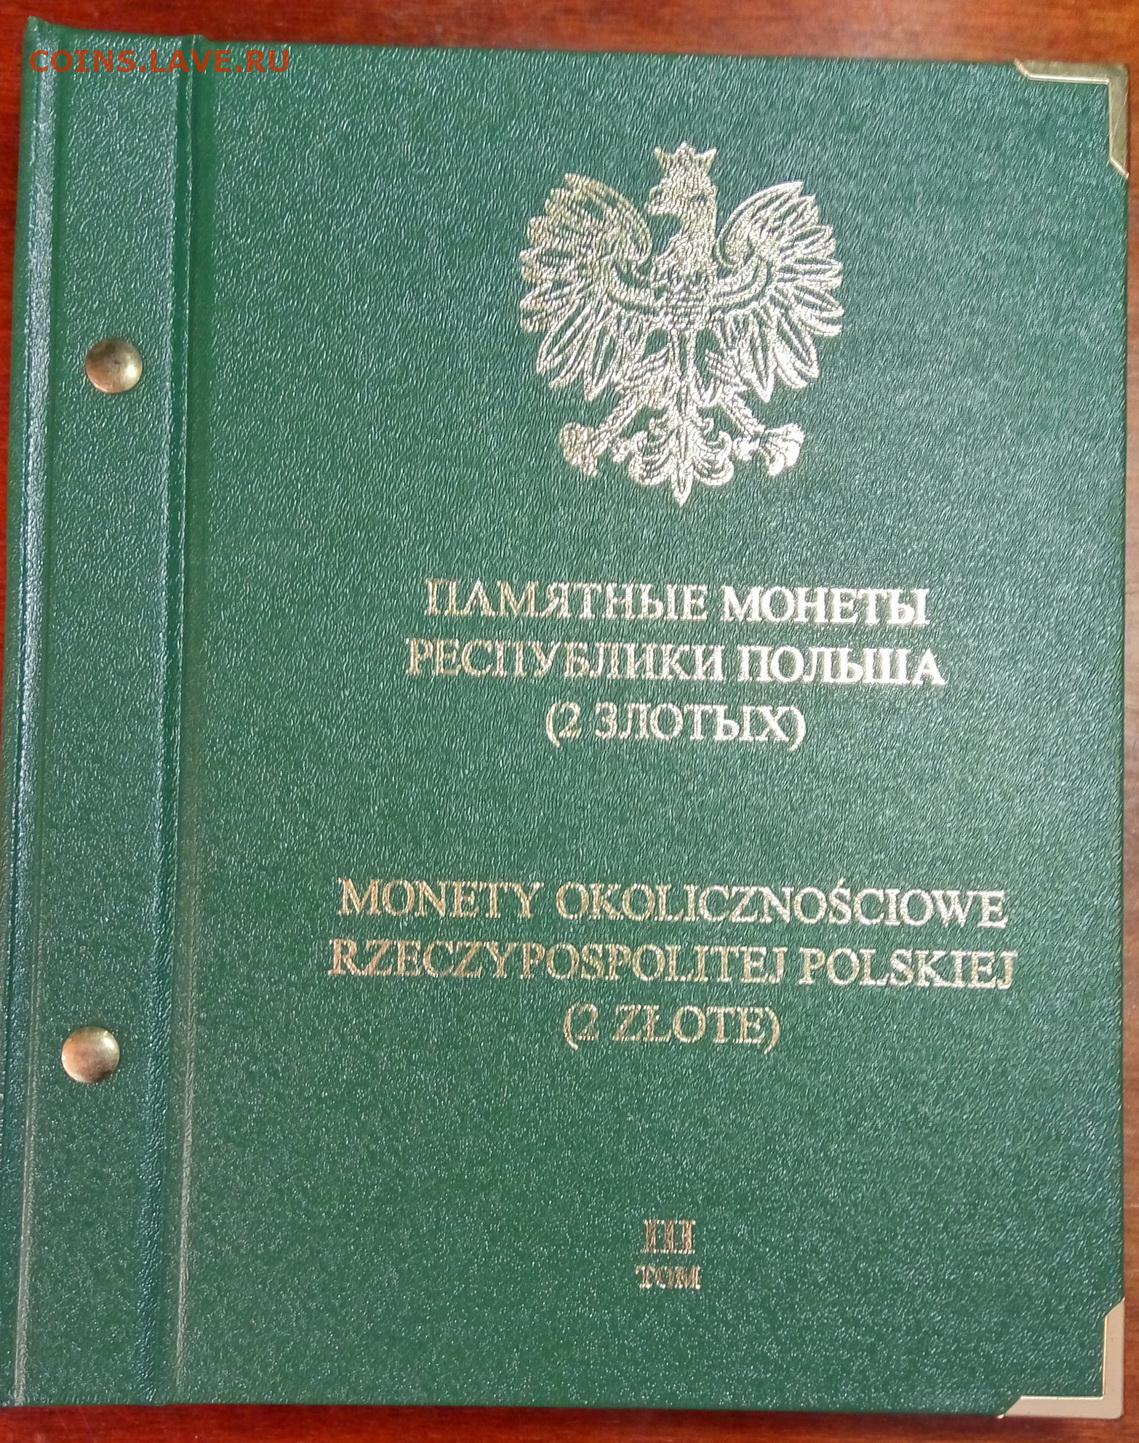 COINS.LAVE.RU
ПАМЯТНЫЕ МОНЕТЫ
РЕСПУБЛИКИ ПОЛЬША
(2 ЗЛОТЫХ)
MONETY OKOLICZNOŚCIOWE
RZECZYPOSPOLITEJ POLSKIEJ
(2 ZŁOTE)
III
ТОМ